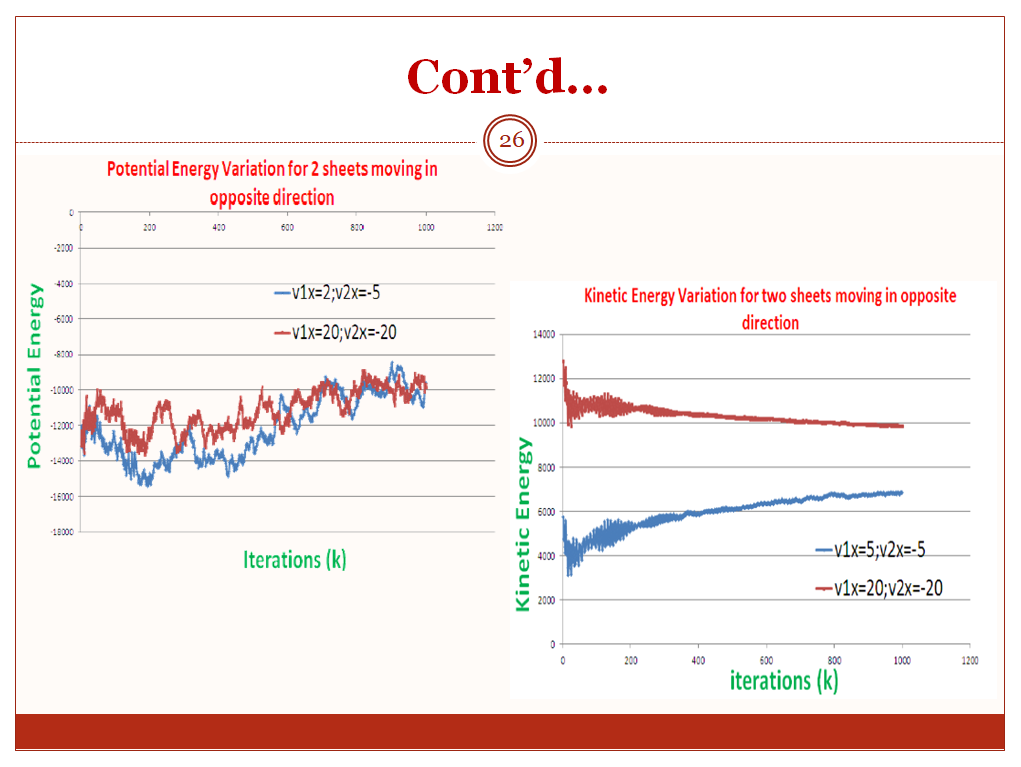 Cont’d…
26
Potential Energy Variation for 2 sheets moving in
opposite direction
0
0 200 400 600 800 1000 1200
-2000
-4000
-6000
-8000
-10000
-12000
-14000
-16000
-18000
v1x=2;v2x=-5
v1x=20;v2x=-20
Potential Energy
Iterations (k)
Kinetic Energy Variation for two sheets moving in opposite
direction
14000
12000
10000
8000
6000
4000
2000
0
0 200 400 600 800 1000 1200
v1x=5;v2x=-5
v1x=20;v2x=-20
Kinetic Energy
iterations (k)